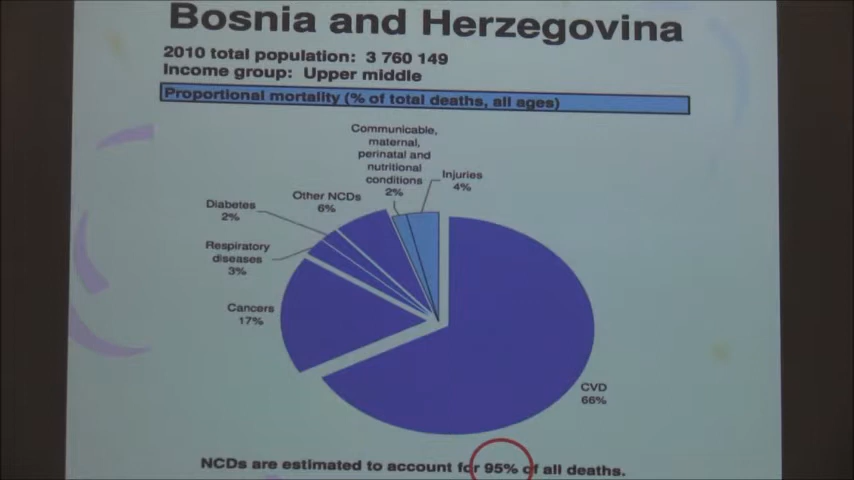 Bosnia and Herzegovina
2010 total population: 3 760 149
Income group: Upper middle
Proportional mortality (% of total deaths, all ages)
Communicable,
maternal,
perinatal and
nutritional
conditions
2%
Injuries
4%
Other NCDs
6%
Diabetes
2%
Respiratory
diseases
3%
Cancers
17%
CVD
66%
NCDs are estimated to account for 95% of all deaths.